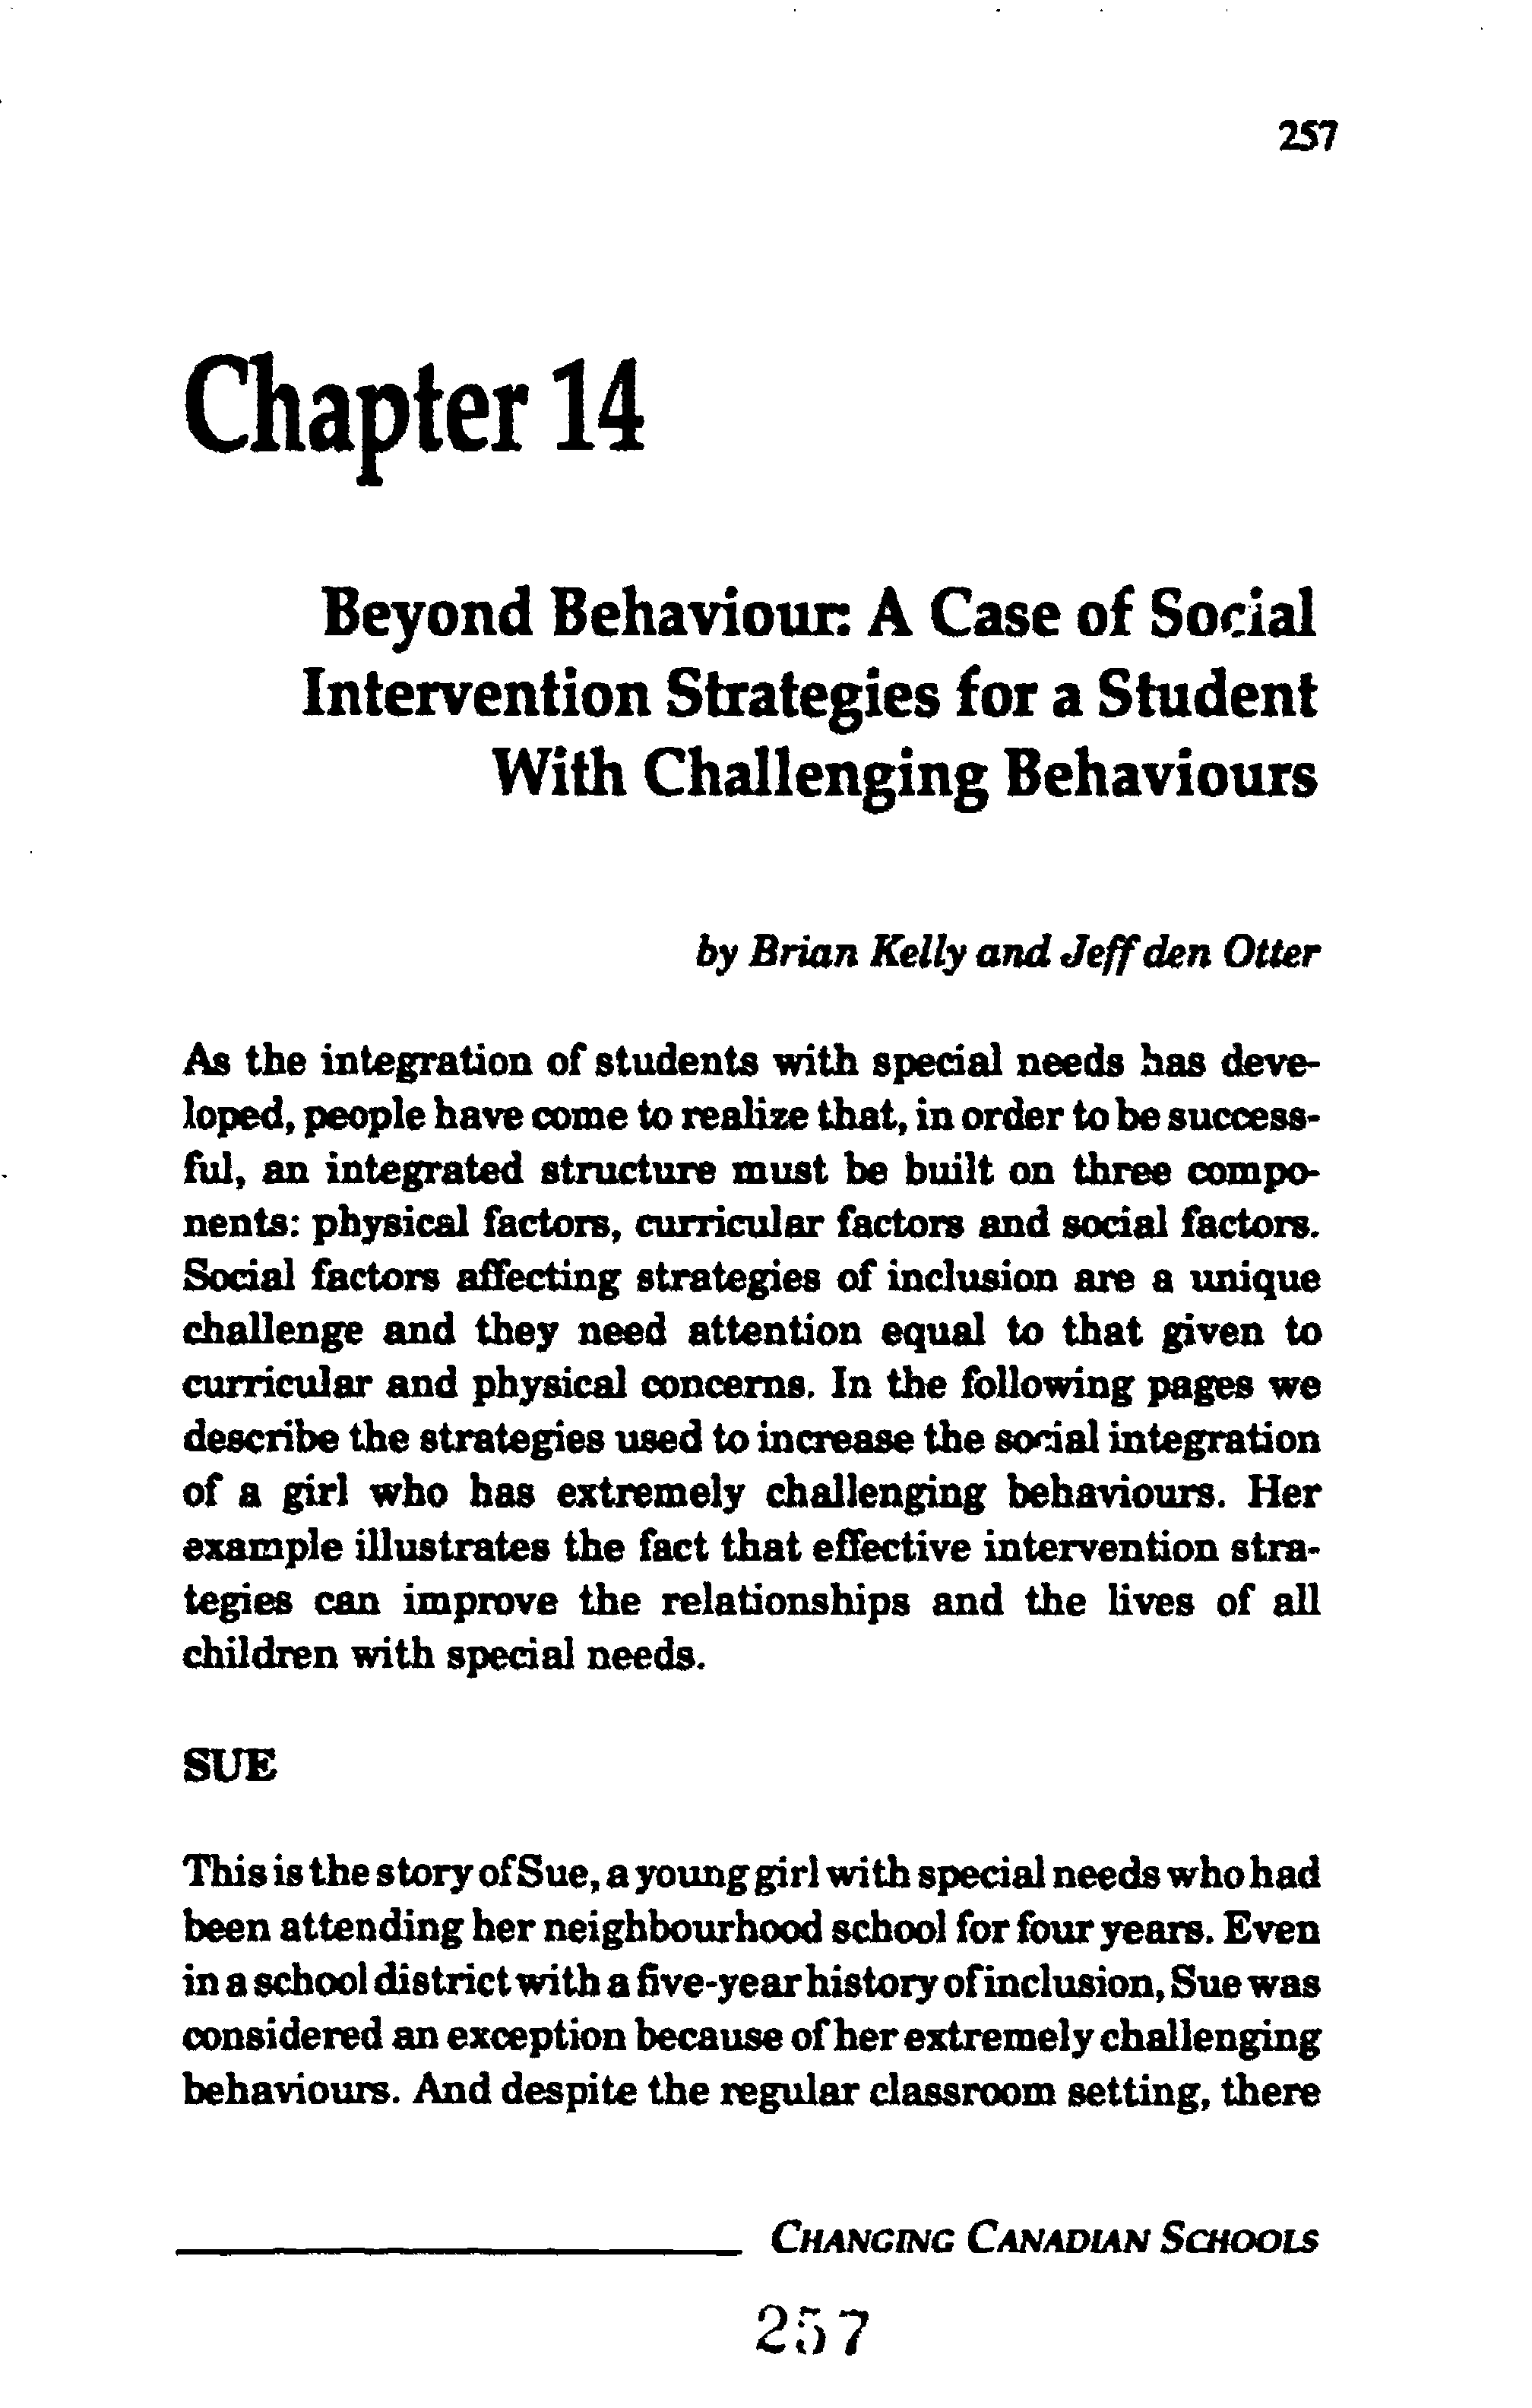 257
Chapter 14
Beyond Behaviour: A Case of Social
Intervention Strategies for a Student
With Challenging Behaviours
by Brian Kelly and Jeff den Otter
As the integration of students with special needs has deve-
loped, people have come to realize that, in order to be success-
ful, an integrated structure must be built on three compo-
nents: physical factors, curricular factors and social factors.
Social factors affecting strategies of inclusion are a unique
challenge and they need attention equal to that given to
curricular and physical concerns. In the following pages we
describe the strategies used to increase the social integration
of a girl who has extremely challenging behaviours. Her
example illustrates the fact that effective intervention stra-
tegies can improve the relationships and the lives of all
children with special needs.
SUE
This is the story of Sue, a young girl with special needs who had
been attending her neighbourhood school for four years. Even
in a school district with a five-year history of inclusion, Sue was
considered an exception because of her extremely challenging
behaviours. And despite the regular classroom setting, there
CHANGING CANADIAN SCHOOLS
257